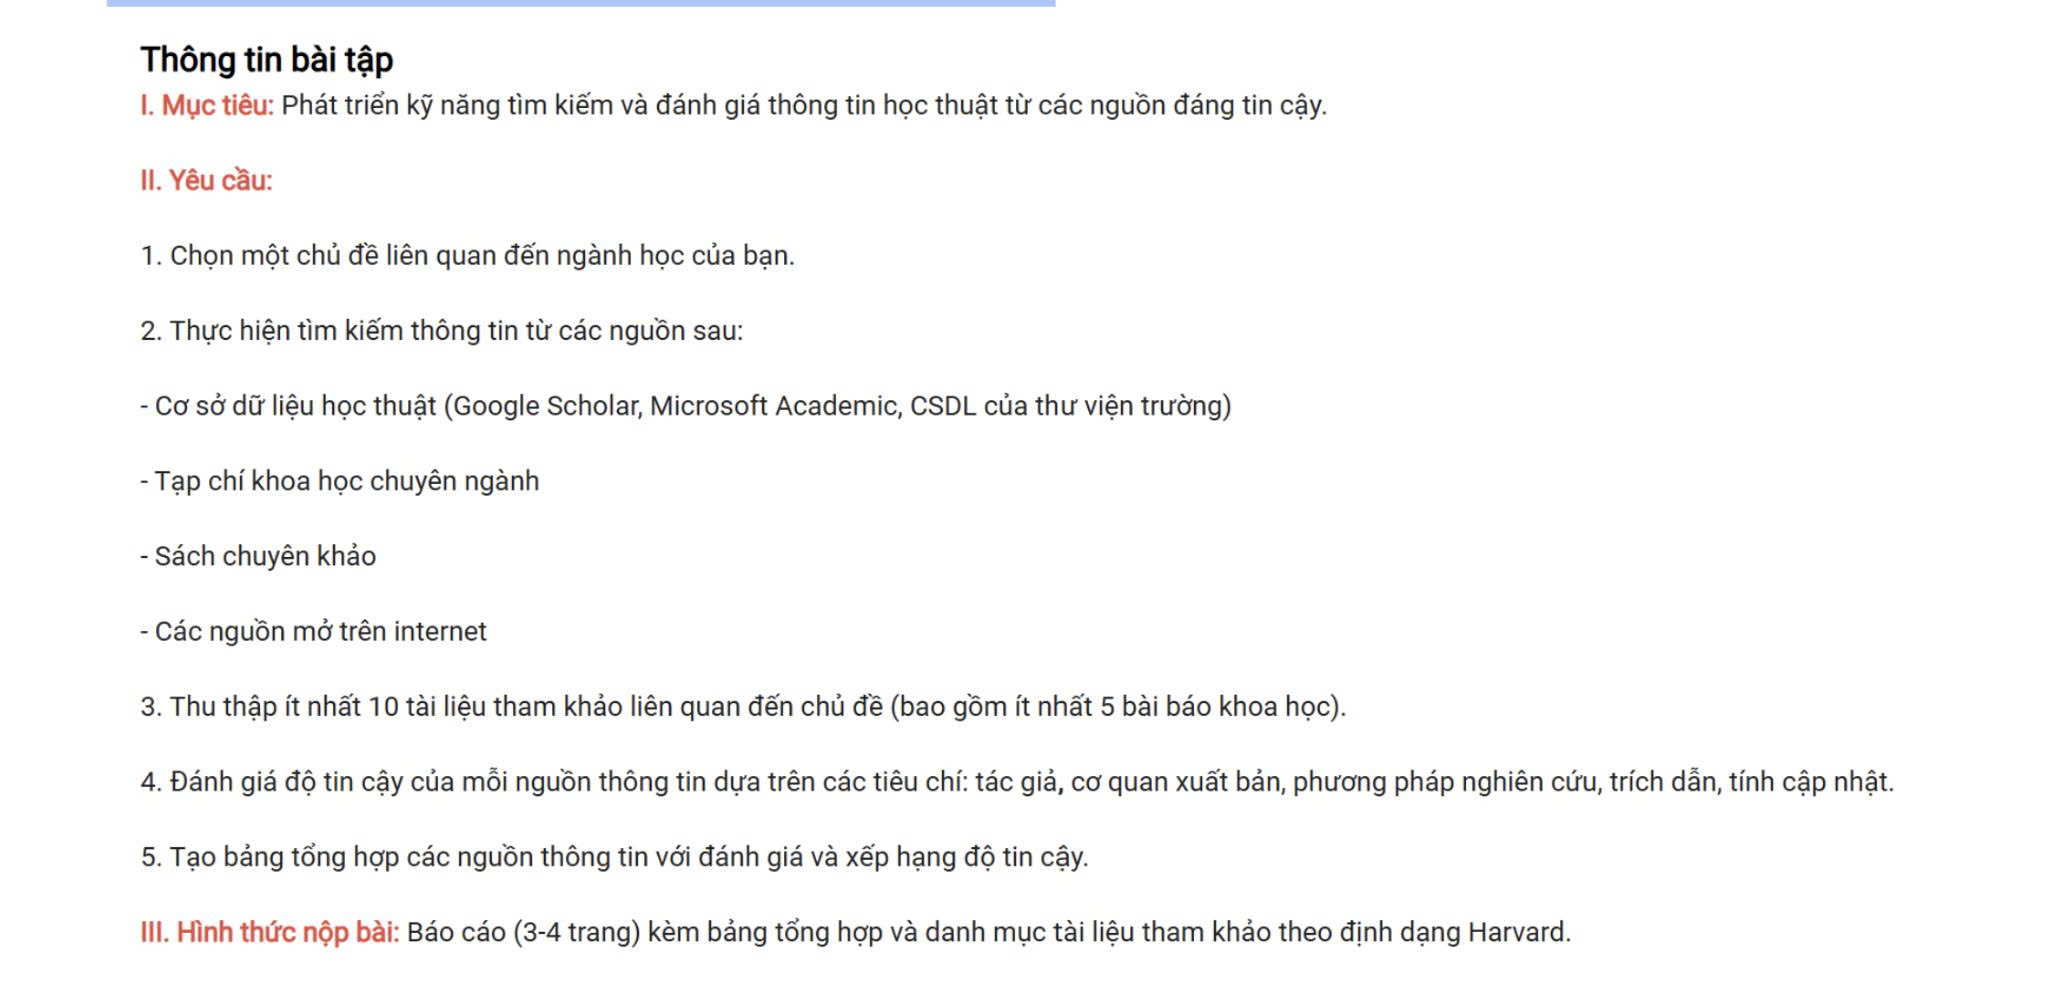 Thông tin bài tập
I. Mục tiêu: Phát triển kỹ năng tìm kiếm và đánh giá thông tin học thuật từ các nguồn đáng tin cậy.
II. Yêu cầu:
1. Chọn một chủ đề liên quan đến ngành học của bạn.
2. Thực hiện tìm kiếm thông tin từ các nguồn sau:
- Cơ sở dữ liệu học thuật (Google Scholar, Microsoft Academic, CSDL của thư viện trường)
- Tạp chí khoa học chuyên ngành
- Sách chuyên khảo
- Các nguồn mở trên internet
3. Thu thập ít nhất 10 tài liệu tham khảo liên quan đến chủ đề (bao gồm ít nhất 5 bài báo khoa học).
4. Đánh giá độ tin cậy của mỗi nguồn thông tin dựa trên các tiêu chí: tác giả, cơ quan xuất bản, phương pháp nghiên cứu, trích dẫn, tính cập nhật.
5. Tạo bảng tổng hợp các nguồn thông tin với đánh giá và xếp hạng độ tin cậy.
III. Hình thức nộp bài: Báo cáo (3-4 trang) kèm bảng tổng hợp và danh mục tài liệu tham khảo theo định dạng Harvard.